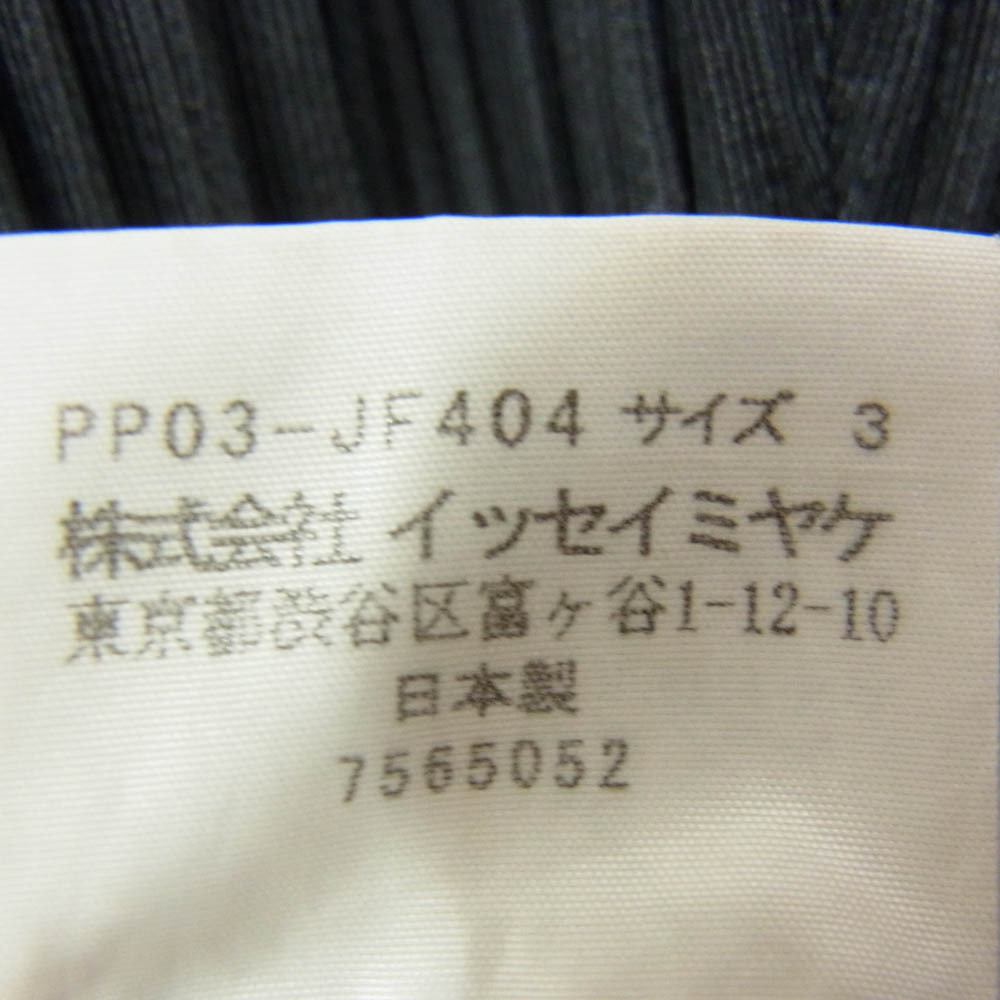 PP03-JF404 サイズ 3
株式会社 イッセイミヤケ
東京都渋谷区富ヶ谷1-12-10
日本製
7565052